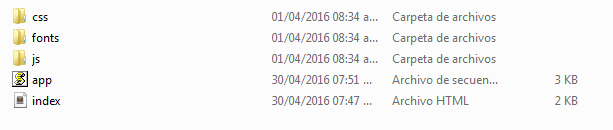 css 01/04/2016 08:34 a... Carpeta de archivos
fonts 01/04/2016 08:34 a... Carpeta de archivos
js 01/04/2016 08:34 a... Carpeta de archivos
app 30/04/2016 07:51 ... Archivo de secuen... 3 KB
index 30/04/2016 07:47 ... Archivo HTML 2 KB